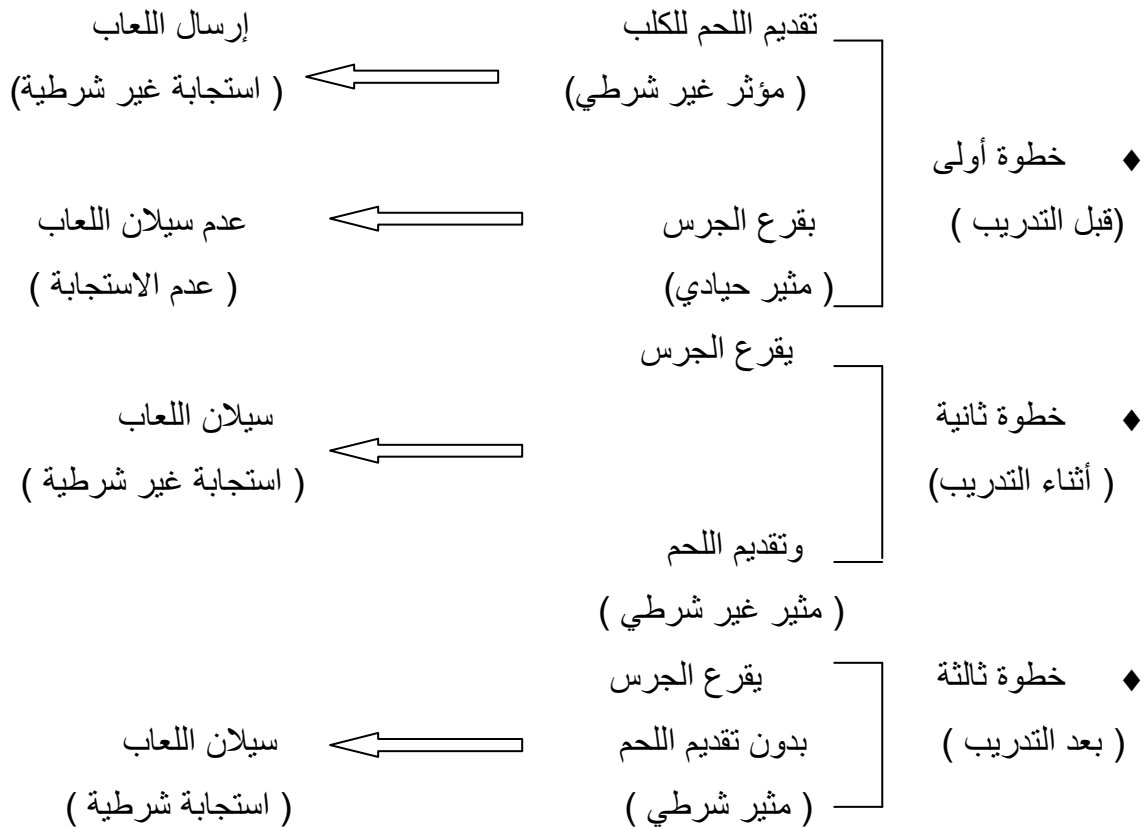 تقديم اللحم للكلب إرسال اللعاب
( مؤثر غير شرطي) ( استجابة غير شرطية)
♦ خطوة أولى
(قبل التدريب ) بقرع الجرس عدم سيلان اللعاب
( مثير حيادي) ( عدم الاستجابة )
يقرع الجرس
♦ خطوة ثانية سيلان اللعاب
( أثناء التدريب) ( استجابة غير شرطية )
وتقديم اللحم
( مثير غير شرطي )
♦ خطوة ثالثة يقرع الجرس
( بعد التدريب ) بدون تقديم اللحم سيلان اللعاب
( مثير شرطي ) ( استجابة شرطية )